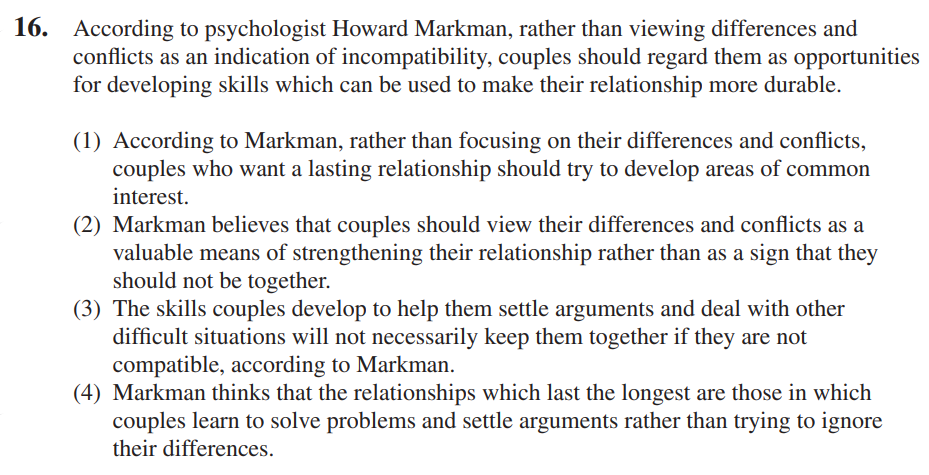 16. According to psychologist Howard Markman, rather than viewing differences and
conflicts as an indication of incompatibility, couples should regard them as opportunities
for developing skills which can be used to make their relationship more durable.
(1) According to Markman, rather than focusing on their differences and conflicts,
couples who want a lasting relationship should try to develop areas of common
interest.
(2) Markman believes that couples should view their differences and conflicts as a
valuable means of strengthening their relationship rather than as a sign that they
should not be together.
(3) The skills couples develop to help them settle arguments and deal with other
difficult situations will not necessarily keep them together if they are not
compatible, according to Markman.
(4) Markman thinks that the relationships which last the longest are those in which
couples learn to solve problems and settle arguments rather than trying to ignore
their differences.